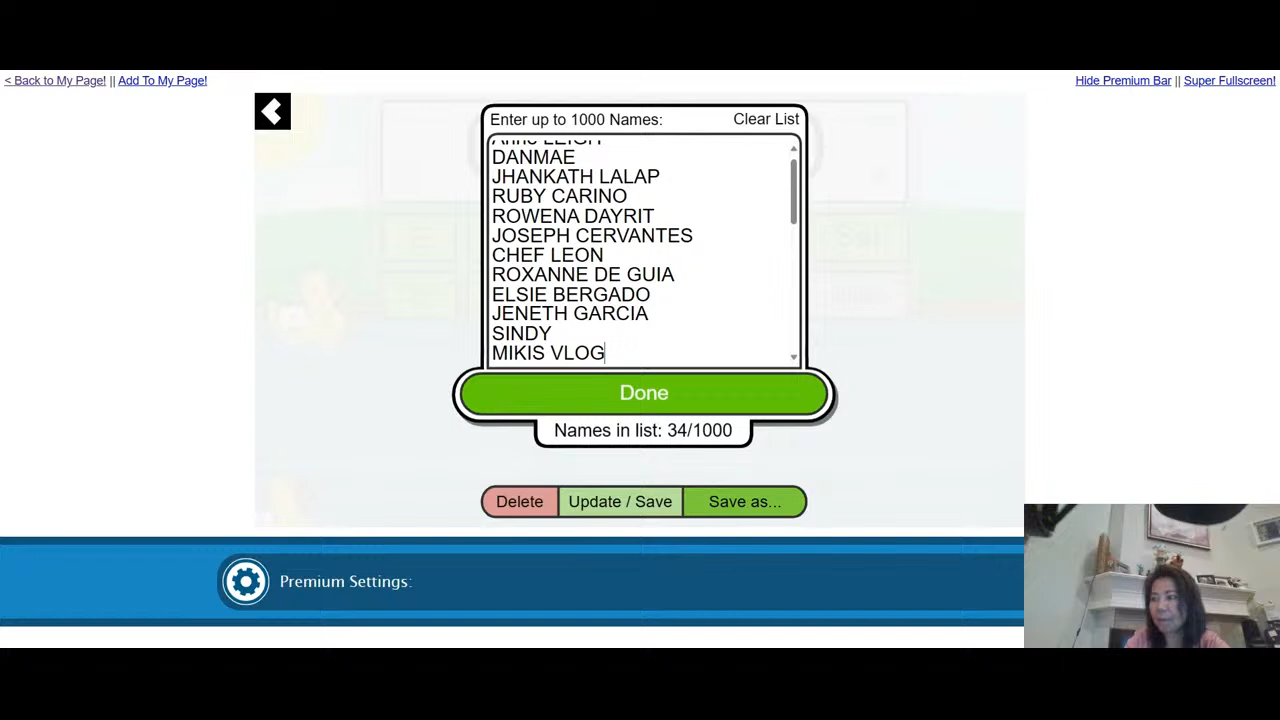 < Back to My Page! || Add To My Page!
Hide Premium Bar || Super Fullscreen!
Enter up to 1000 Names:
Clear List
Anne LEIGH
DANMAE
JHANKATH LALAP
RUBY CARINO
ROWENA DAYRIT
JOSEPH CERVANTES
CHEF LEON
ROXANNE DE GUIA
ELSIE BERGADO
JENETH GARCIA
SINDY
MIKIS VLOG
Done
Names in list: 34/1000
Delete
Update / Save
Save as...
Premium Settings: